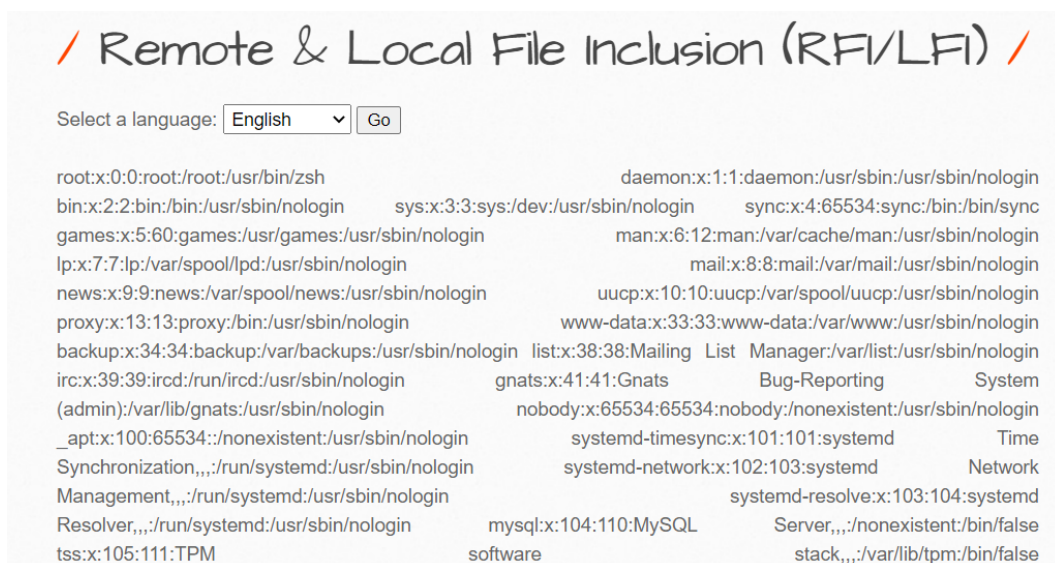 / Remote & Local File Inclusion (RFI/LFI) /
Select a language: English Go
root:x:0:0:root:/root:/usr/bin/zsh daemon:x:1:1:daemon:/usr/sbin:/usr/sbin/nologin
bin:x:2:2:bin:/bin:/usr/sbin/nologin sys:x:3:3:sys:/dev:/usr/sbin/nologin sync:x:4:65534:sync:/bin:/bin/sync
games:x:5:60:games:/usr/games:/usr/sbin/nologin man:x:6:12:man:/var/cache/man:/usr/sbin/nologin
lp:x:7:7:lp:/var/spool/lpd:/usr/sbin/nologin mail:x:8:8:mail:/var/mail:/usr/sbin/nologin
news:x:9:9:news:/var/spool/news:/usr/sbin/nologin uucp:x:10:10:uucp:/var/spool/uucp:/usr/sbin/nologin
proxy:x:13:13:proxy:/bin:/usr/sbin/nologin www-data:x:33:33:www-data:/var/www:/usr/sbin/nologin
backup:x:34:34:backup:/var/backups:/usr/sbin/nologin list:x:38:38:Mailing List Manager:/var/list:/usr/sbin/nologin
irc:x:39:39:ircd:/run/ircd:/usr/sbin/nologin gnats:x:41:41:Gnats Bug-Reporting System
(admin):/var/lib/gnats:/usr/sbin/nologin nobody:x:65534:65534:nobody:/nonexistent:/usr/sbin/nologin
_apt:x:100:65534::/nonexistent:/usr/sbin/nologin systemd-timesync:x:101:101:systemd Time
Synchronization,,,:/run/systemd:/usr/sbin/nologin systemd-network:x:102:103:systemd Network
Management,,,:/run/systemd:/usr/sbin/nologin systemd-resolve:x:103:104:systemd
Resolver,,,:/run/systemd:/usr/sbin/nologin mysql:x:104:110:MySQL Server,,,:/nonexistent:/bin/false
tss:x:105:111:TPM software stack,,,:/var/lib/tpm:/bin/false